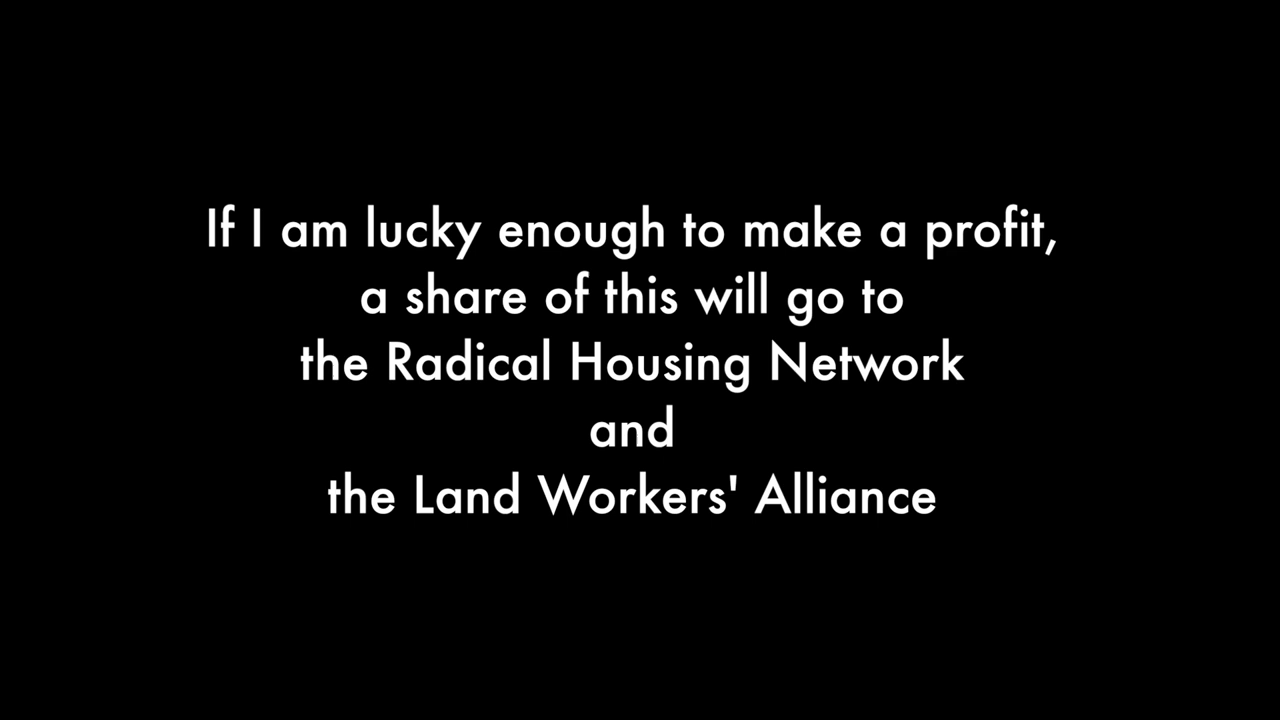 If I am lucky enough to make a profit,
a share of this will go to
the Radical Housing Network
and
the Land Workers' Alliance